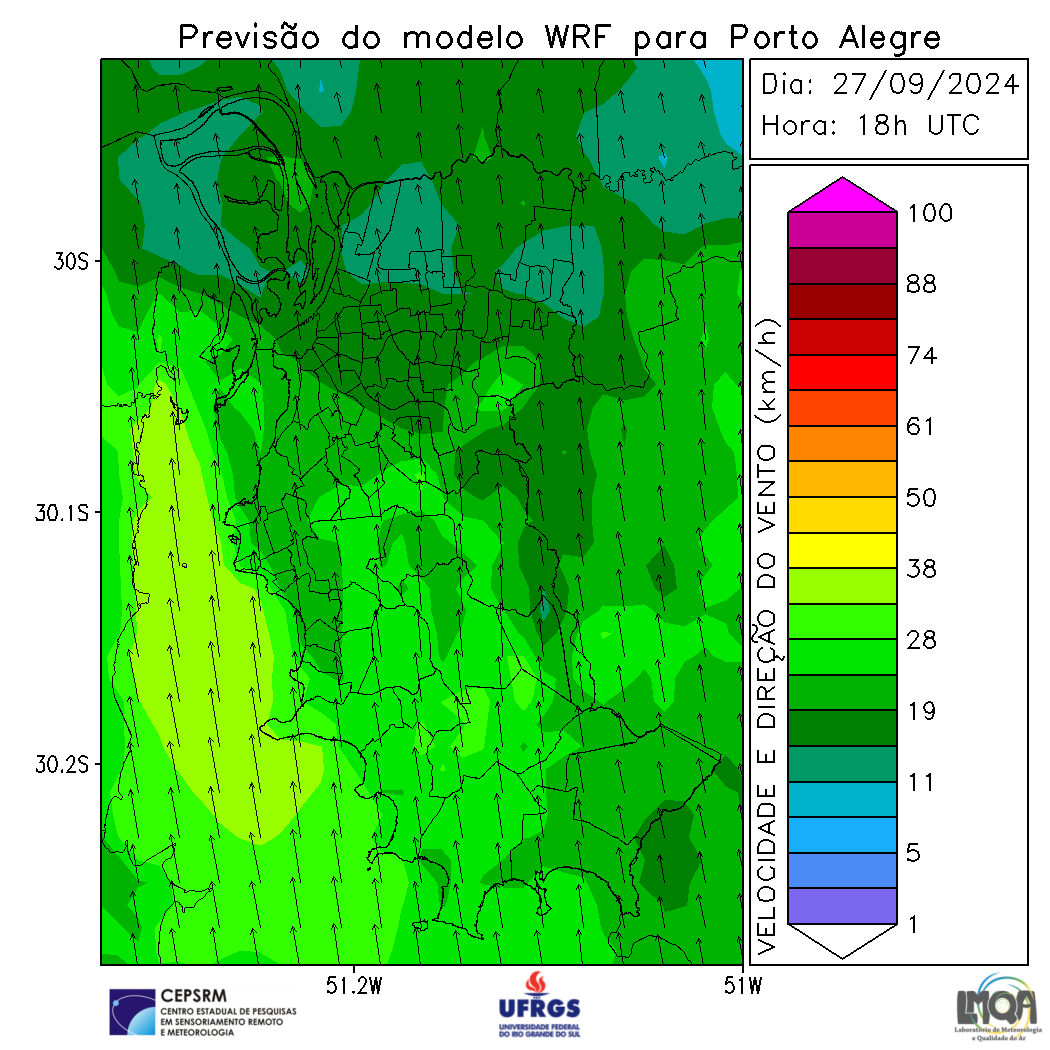 Previsão do modelo WRF para Porto Alegre
Dia: 27/09/2024
Hora: 18h UTC
30S
30.1S
30.2S
51.2W
51W
VELOCIDADE E DIREÇÃO DO VENTO (km/h)
100
88
74
61
50
38
28
19
11
5
1
CEPSRM
CENTRO ESTADUAL DE PESQUISAS
EM SENSORIAMENTO REMOTO
E METEOROLOGIA
UFRGS
UNIVERSIDADE FEDERAL
DO RIO GRANDE DO SUL
LMQA
Laboratório de Meteorologia
e Qualidade do Ar